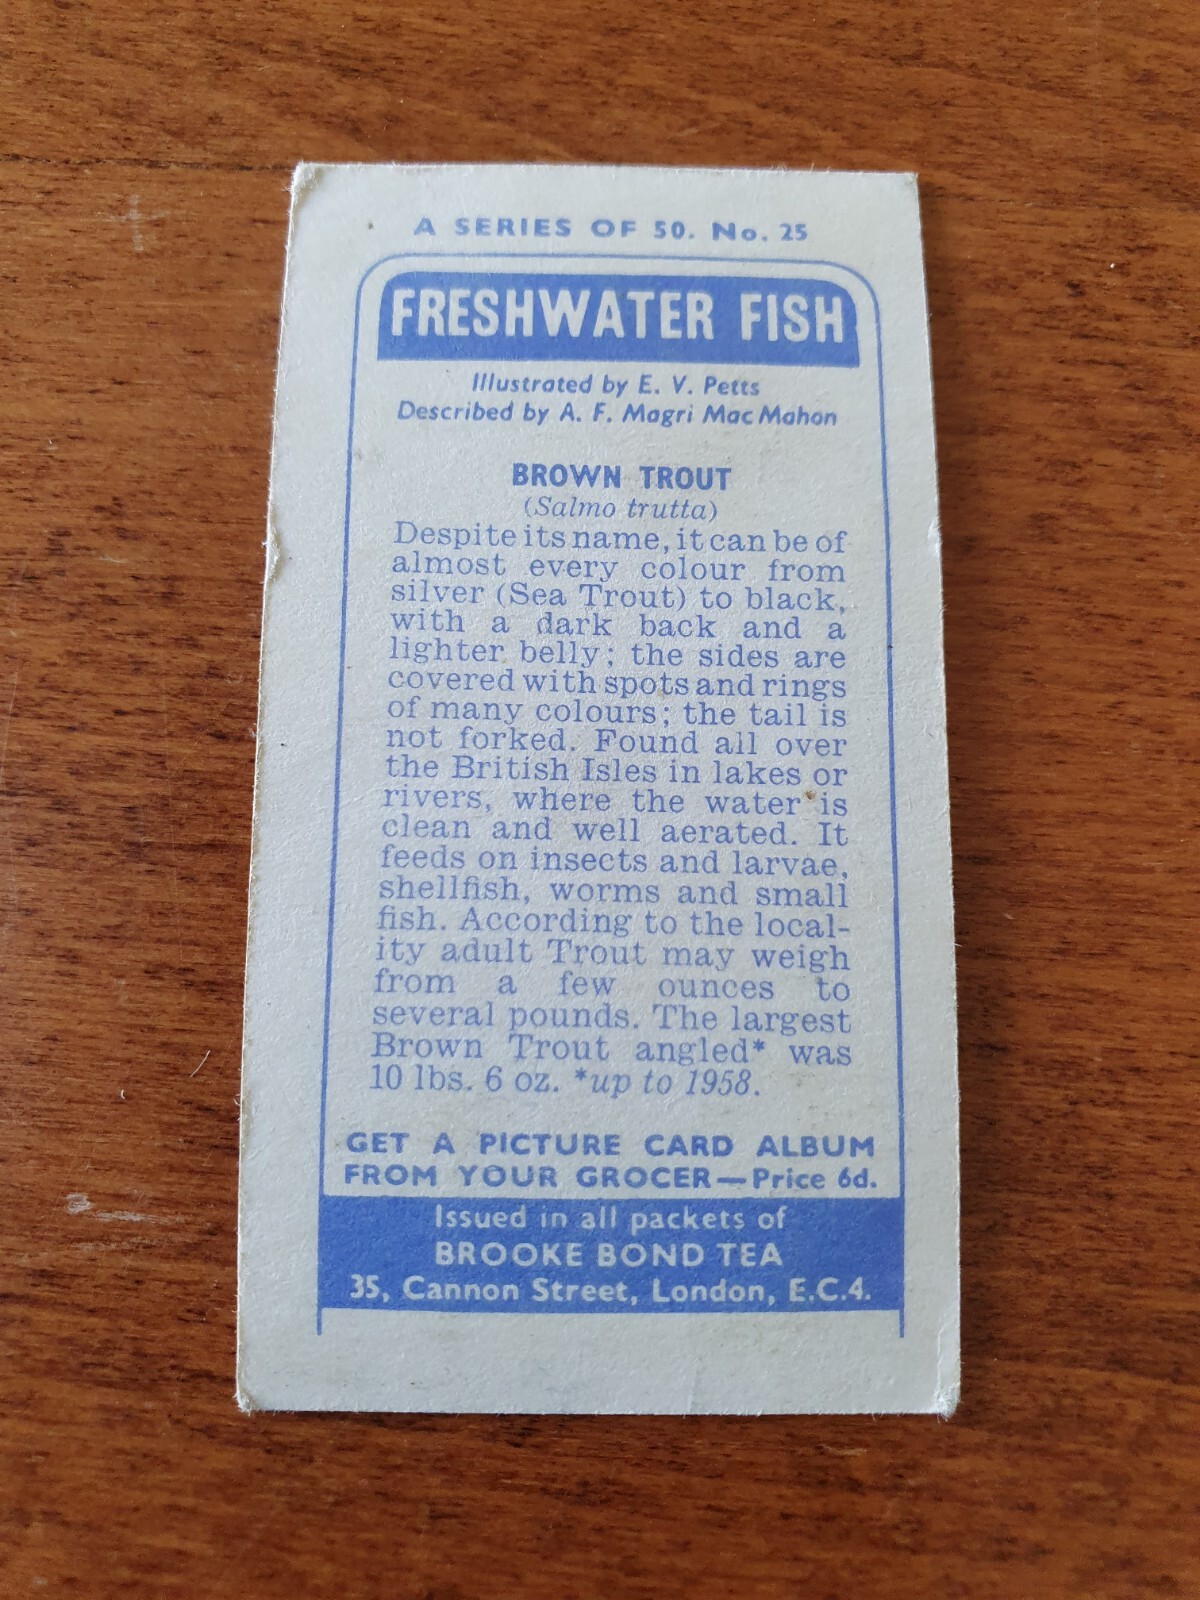 A SERIES OF 50. No. 25
FRESHWATER FISH
Illustrated by E. V. Petts
Described by A. F. Magri Mac Mahon
BROWN TROUT
(Salmo trutta)
Despite its name, it can be of
almost every colour from
silver (Sea Trout) to black,
with a dark back and a
lighter belly; the sides are
covered with spots and rings
of many colours; the tail is
not forked. Found all over
the British Isles in lakes or
rivers, where the water is
clean and well aerated. It
feeds on insects and larvae,
shellfish, worms and small
fish. According to the local-
ity adult Trout may weigh
from a few ounces to
several pounds. The largest
Brown Trout angled* was
10 lbs. 6 oz. *up to 1958.
GET A PICTURE CARD ALBUM
FROM YOUR GROCER—Price 6d.
Issued in all packets of
BROOKE BOND TEA
35, Cannon Street, London, E.C.4.